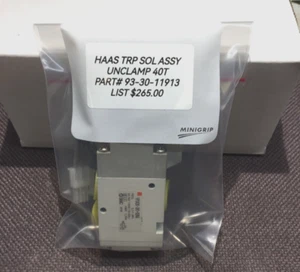 HAAS TRP SOL ASSY
UNCLAMP 40T
PART# 93-30-11913
LIST $265.00
MINIGRIP